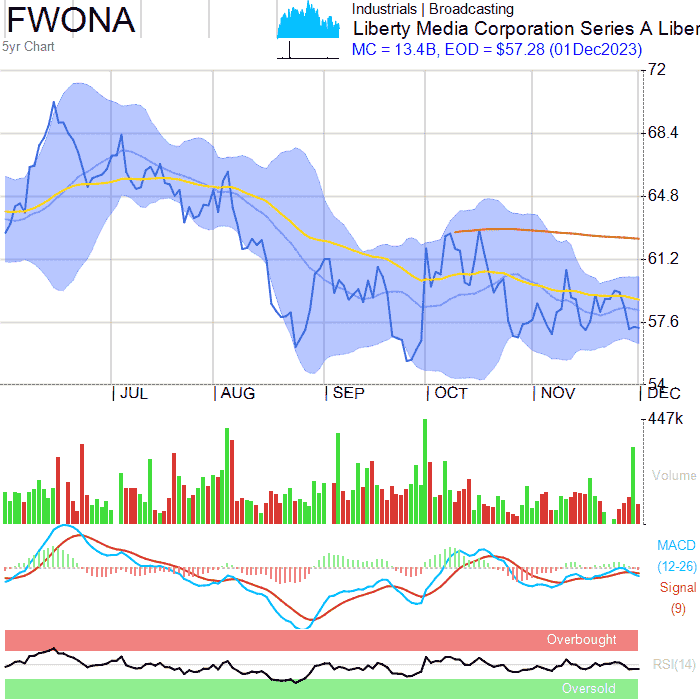 FWONA
5yr Chart
Industrials | Broadcasting
Liberty Media Corporation Series A Liber
MC = 13.4B, EOD = $57.28 (01Dec2023)
72
68.4
64.8
61.2
57.6
54
JUL AUG SEP OCT NOV DEC
447k
Volume
MACD
(12-26)
Signal
(9)
Overbought
RSI(14)
Oversold